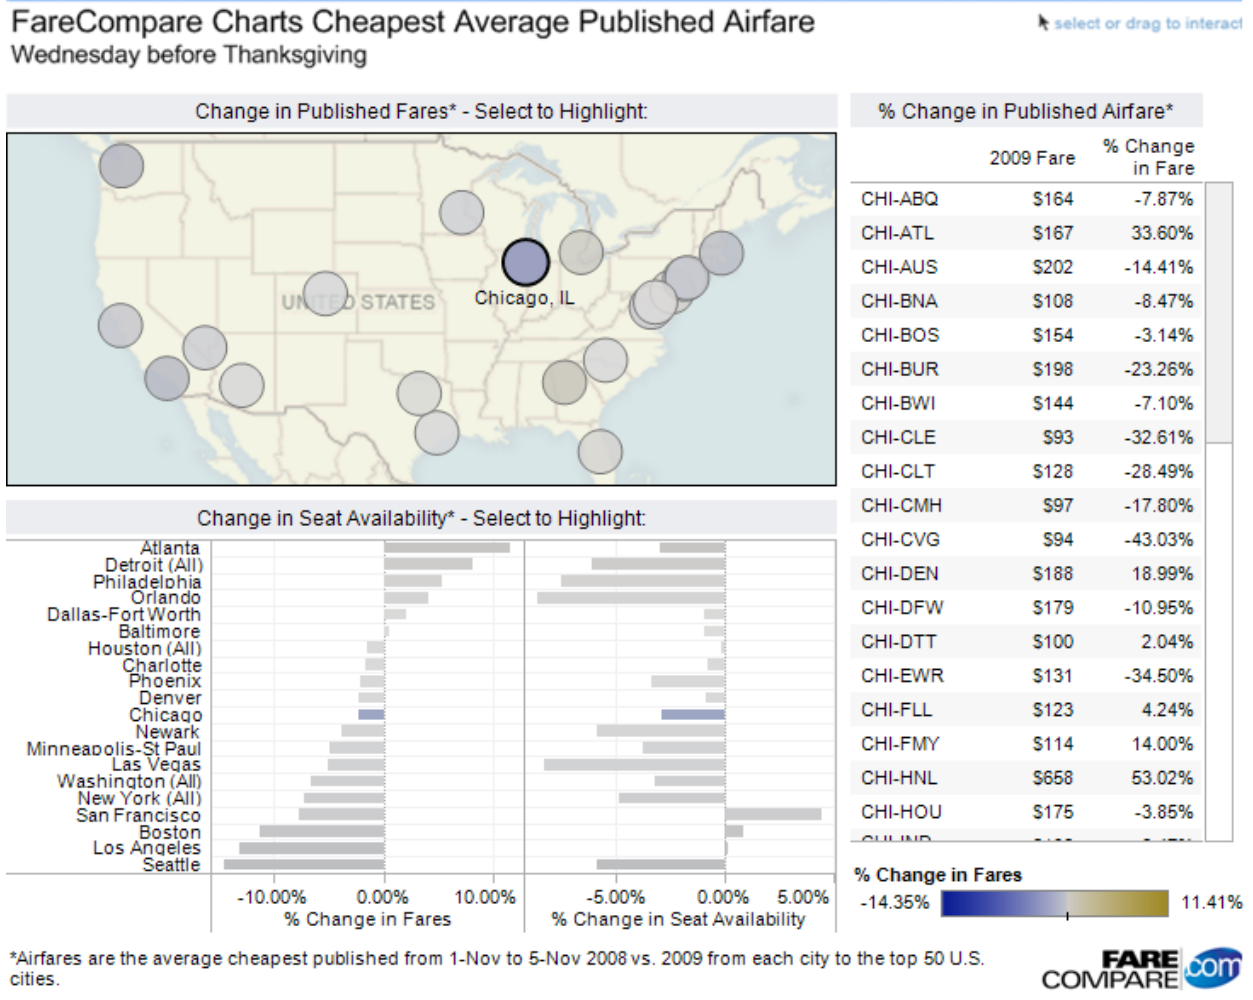 FareCompare Charts Cheapest Average Published Airfare
select or drag to interact
Wednesday before Thanksgiving
Change in Published Fares* - Select to Highlight:
UNITED STATES
Chicago, IL
Change in Seat Availability* - Select to Highlight:
Atlanta
Detroit (All)
Philadelphia
Orlando
Dallas-Fort Worth
Baltimore
Houston (All)
Charlotte
Phoenix
Denver
Chicago
Newark
Minneapolis-St Paul
Las Vegas
Washington (All)
New York (All)
San Francisco
Boston
Los Angeles
Seattle
-10.00% 0.00% 10.00% -5.00% 0.00% 5.00%
% Change in Fares % Change in Seat Availability
% Change in Published Airfare*
2009 Fare % Change in Fare
CHI-ABQ $164 -7.87%
CHI-ATL $167 33.60%
CHI-AUS $202 -14.41%
CHI-BNA $108 -8.47%
CHI-BOS $154 -3.14%
CHI-BUR $198 -23.26%
CHI-BWI $144 -7.10%
CHI-CLE $93 -32.61%
CHI-CLT $128 -28.49%
CHI-CMH $97 -17.80%
CHI-CVG $94 -43.03%
CHI-DEN $188 18.99%
CHI-DFW $179 -10.95%
CHI-DTT $100 2.04%
CHI-EWR $131 -34.50%
CHI-FLL $123 4.24%
CHI-FMY $114 14.00%
CHI-HNL $658 53.02%
CHI-HOU $175 -3.85%
% Change in Fares
-14.35% 11.41%
*Airfares are the average cheapest published from 1-Nov to 5-Nov 2008 vs. 2009 from each city to the top 50 U.S.
cities.
FARE
COMPARE .com